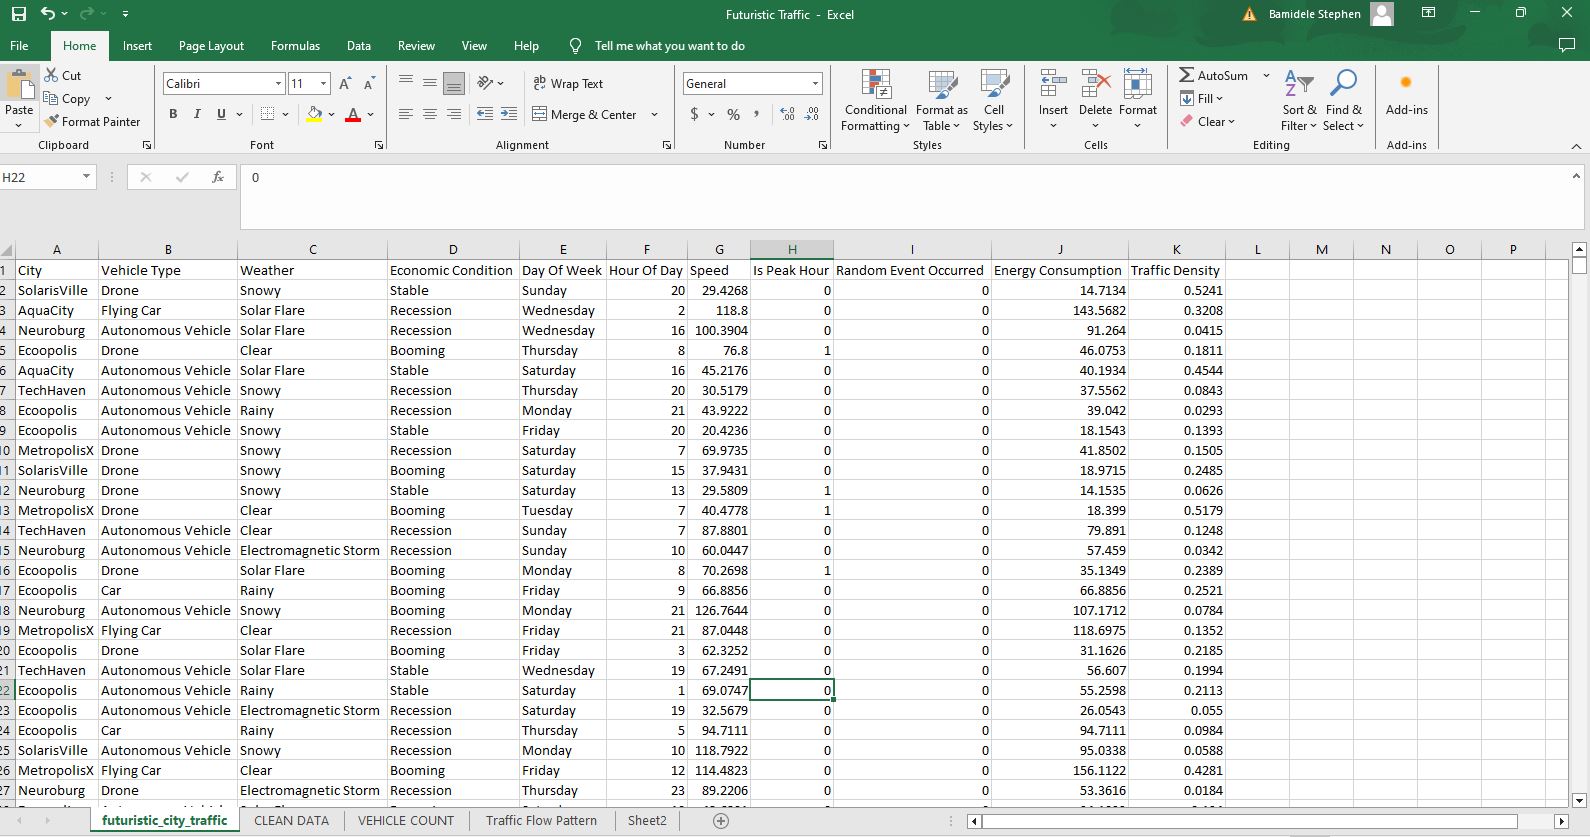 Futuristic Traffic - Excel
Bamidele Stephen
File Home Insert Page Layout Formulas Data Review View Help Tell me what you want to do
Paste
Cut
Copy
Format Painter
Clipboard
Calibri 11
B I U
Font
Wrap Text
Merge & Center
Alignment
General
$ % ,
Number
Conditional Formatting
Format as Table
Cell Styles
Styles
Insert Delete Format
Cells
AutoSum
Fill
Clear
Sort & Filter
Find & Select
Editing
Add-ins
Add-ins
H22 fx 0
A B C D E F G H I J K L M N O P
1 City Vehicle Type Weather Economic Condition Day Of Week Hour Of Day Speed Is Peak Hour Random Event Occurred Energy Consumption Traffic Density
2 SolarisVille Drone Snowy Stable Sunday 20 29.4268 0 0 14.7134 0.5241
3 AquaCity Flying Car Solar Flare Recession Wednesday 2 118.8 0 0 143.5682 0.3208
4 Neuroburg Autonomous Vehicle Solar Flare Recession Wednesday 16 100.3904 0 0 91.264 0.0415
5 Ecoopolis Drone Clear Booming Thursday 8 76.8 1 0 46.0753 0.1811
6 AquaCity Autonomous Vehicle Solar Flare Stable Saturday 16 45.2176 0 0 40.1934 0.4544
7 TechHaven Autonomous Vehicle Snowy Recession Thursday 20 30.5179 0 0 37.5562 0.0843
8 Ecoopolis Autonomous Vehicle Rainy Recession Monday 21 43.9222 0 0 39.042 0.0293
9 Ecoopolis Autonomous Vehicle Snowy Stable Friday 20 20.4236 0 0 18.1543 0.1393
10 MetropolisX Drone Snowy Recession Saturday 7 69.9735 0 0 41.8502 0.1505
11 SolarisVille Drone Snowy Booming Saturday 15 37.9431 0 0 18.9715 0.2485
12 Neuroburg Drone Snowy Stable Saturday 13 29.5809 1 0 14.1535 0.0626
13 MetropolisX Drone Clear Booming Tuesday 7 40.4778 1 0 18.399 0.5179
14 TechHaven Autonomous Vehicle Clear Recession Sunday 7 87.8801 0 0 79.891 0.1248
15 Neuroburg Autonomous Vehicle Electromagnetic Storm Recession Sunday 10 60.0447 0 0 57.459 0.0342
16 Ecoopolis Drone Solar Flare Booming Monday 8 70.2698 1 0 35.1349 0.2389
17 Ecoopolis Car Rainy Booming Friday 9 66.8856 0 0 66.8856 0.2521
18 Neuroburg Autonomous Vehicle Snowy Booming Monday 21 126.7644 0 0 107.1712 0.0784
19 MetropolisX Flying Car Clear Recession Friday 21 87.0448 0 0 118.6975 0.1352
20 Ecoopolis Drone Solar Flare Booming Friday 3 62.3252 0 0 31.1626 0.2185
21 TechHaven Autonomous Vehicle Solar Flare Stable Wednesday 19 67.2491 0 0 56.607 0.1994
22 Ecoopolis Autonomous Vehicle Rainy Stable Saturday 1 69.0747 0 0 55.2598 0.2113
23 Ecoopolis Autonomous Vehicle Electromagnetic Storm Recession Saturday 19 32.5679 0 0 26.0543 0.055
24 Ecoopolis Car Rainy Recession Thursday 5 94.7111 0 0 94.7111 0.0984
25 SolarisVille Autonomous Vehicle Snowy Recession Monday 10 118.7922 0 0 95.0338 0.0588
26 MetropolisX Flying Car Clear Booming Friday 12 114.4823 0 0 156.1122 0.4281
27 Neuroburg Drone Electromagnetic Storm Recession Thursday 23 89.2206 0 0 53.3616 0.0184
futuristic_city_traffic CLEAN DATA VEHICLE COUNT Traffic Flow Pattern Sheet2